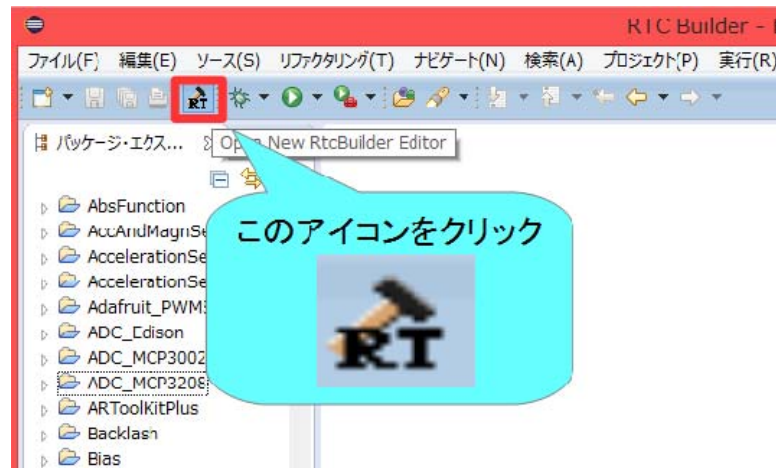 RTC Builder -
ファイル(F) 編集(E) ソース(S) リファクタリング(T) ナビゲート(N) 検索(A) プロジェクト(P) 実行(R)
RT
パッケージ・エクス...
Open New RtcBuilder Editor
このアイコンをクリック
RT
AbsFunction
AccAndMagnSe
AccelerationSe
AccelerationSe
Adafruit_PWM
ADC_Edison
ADC_MCP3002
ADC_MCP3208
ARToolKitPlus
Backlash
Bias